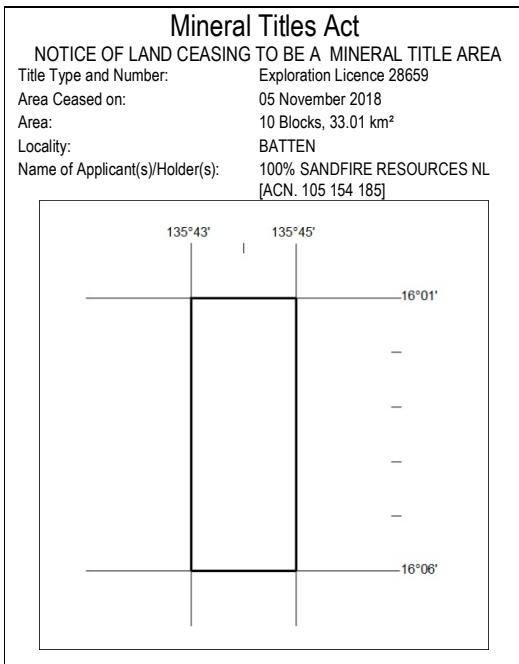 Mineral Titles Act
NOTICE OF LAND CEASING TO BE A MINERAL TITLE AREA
Title Type and Number: Exploration Licence 28659
Area Ceased on: 05 November 2018
Area: 10 Blocks, 33.01 km²
Locality: BATTEN
Name of Applicant(s)/Holder(s): 100% SANDFIRE RESOURCES NL
[ACN. 105 154 185]
135°43' 135°45'
16°01'
16°06'